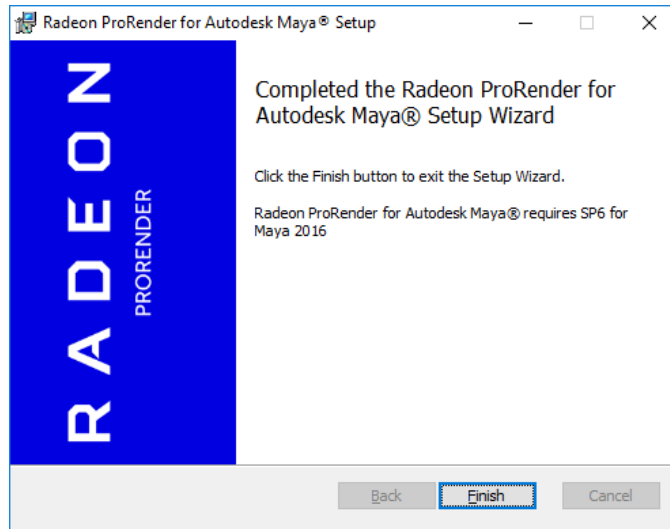 Radeon ProRender for Autodesk Maya® Setup
RADEON
PRORENDER
Completed the Radeon ProRender for
Autodesk Maya® Setup Wizard
Click the Finish button to exit the Setup Wizard.
Radeon ProRender for Autodesk Maya® requires SP6 for
Maya 2016
Back
Finish
Cancel